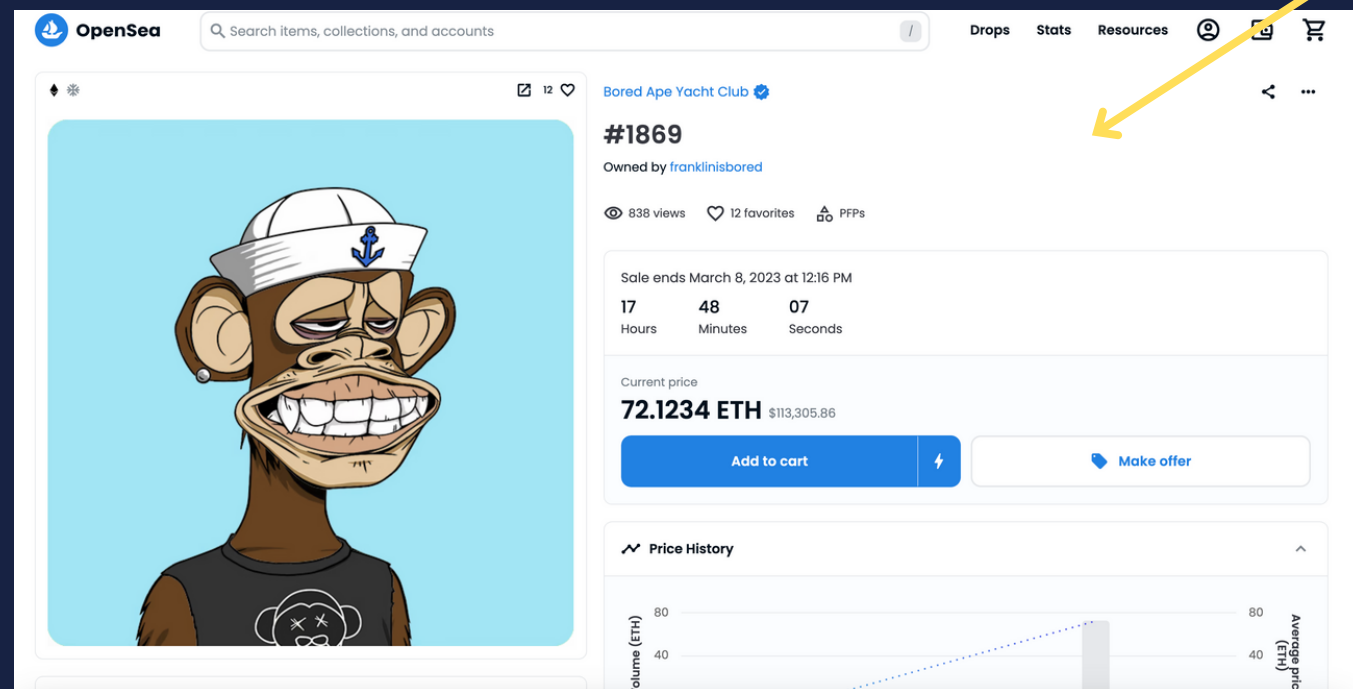 OpenSea
Search items, collections, and accounts
/
Drops Stats Resources
12
Bored Ape Yacht Club
#1869
Owned by franklinisbored
838 views 12 favorites PFPs
Sale ends March 8, 2023 at 12:16 PM
17 48 07
Hours Minutes Seconds
Current price
72.1234 ETH $113,305.86
Add to cart
Make offer
Price History
80 80
40 40
(ETH)
Average
(ETH)